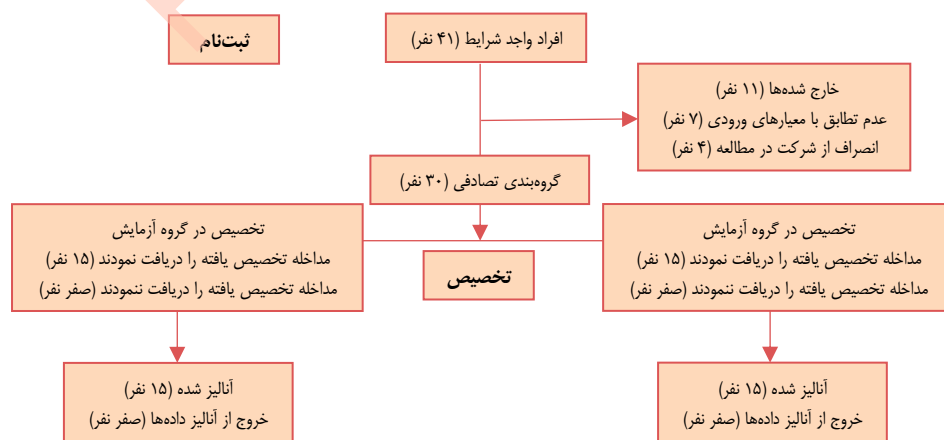 ثبت‌نام
افراد واجد شرایط (۴۱ نفر)
خارج شده‌ها (۱۱ نفر)
عدم تطابق با معیارهای ورودی (۷ نفر)
انصراف از شرکت در مطالعه (۴ نفر)
گروه‌بندی تصادفی (۳۰ نفر)
تخصیص در گروه آزمایش
مداخله تخصیص یافته را دریافت نمودند (۱۵ نفر)
مداخله تخصیص یافته را دریافت ننمودند (صفر نفر)
تخصیص
تخصیص در گروه آزمایش
مداخله تخصیص یافته را دریافت نمودند (۱۵ نفر)
مداخله تخصیص یافته را دریافت ننمودند (صفر نفر)
آنالیز شده (۱۵ نفر)
خروج از آنالیز داده‌ها (صفر نفر)
آنالیز شده (۱۵ نفر)
خروج از آنالیز داده‌ها (صفر نفر)